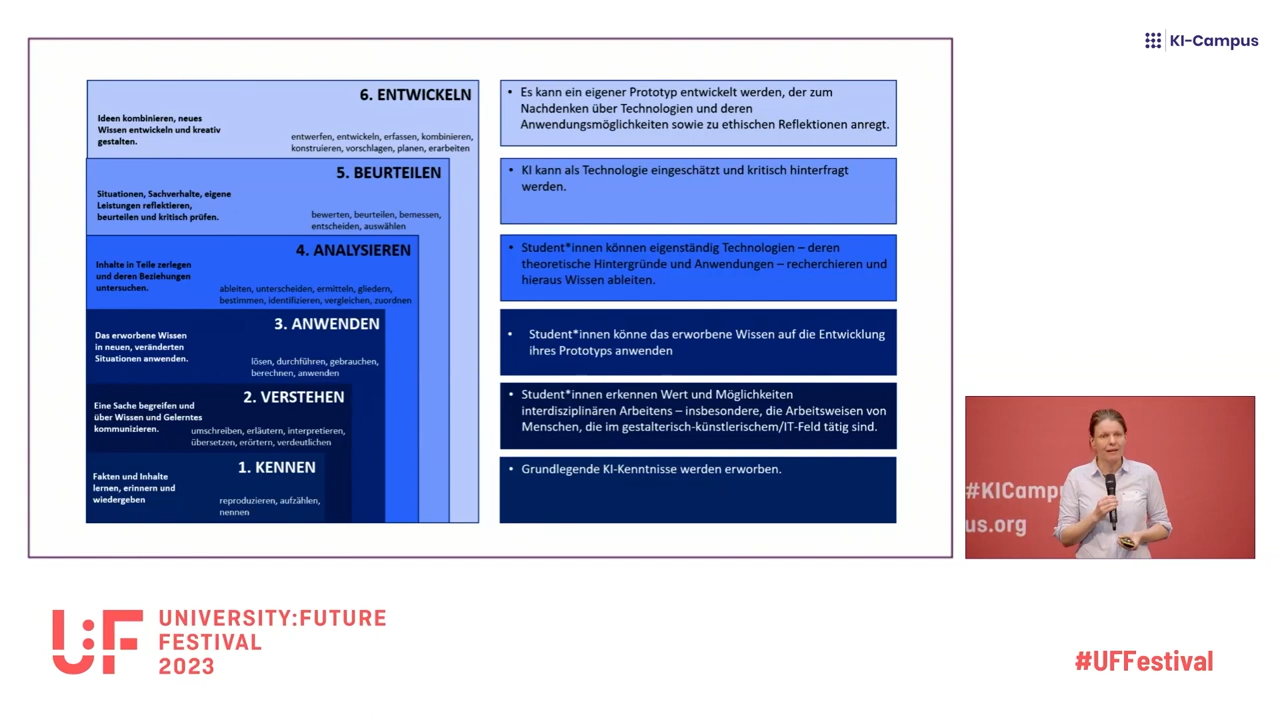 KI-Campus
6. ENTWICKELN
Ideen kombinieren, neues
Wissen entwickeln und kreativ
gestalten.
entwerfen, entwickeln, erfassen, kombinieren,
konstruieren, vorschlagen, planen, erarbeiten
• Es kann ein eigener Prototyp entwickelt werden, der zum
Nachdenken über Technologien und deren
Anwendungsmöglichkeiten sowie zu ethischen Reflektionen anregt.
5. BEURTEILEN
Situationen, Sachverhalte, eigene
Leistungen reflektieren,
beurteilen und kritisch prüfen.
bewerten, beurteilen, bemessen,
entscheiden, auswählen
• KI kann als Technologie eingeschätzt und kritisch hinterfragt
werden.
4. ANALYSIEREN
Inhalte in Teile zerlegen
und deren Beziehungen
untersuchen.
ableiten, unterscheiden, ermitteln, gliedern,
bestimmen, identifizieren, vergleichen, zuordnen
• Student*innen können eigenständig Technologien – deren
theoretische Hintergründe und Anwendungen – recherchieren und
hieraus Wissen ableiten.
3. ANWENDEN
Das erworbene Wissen
in neuen, veränderten
Situationen anwenden.
lösen, durchführen, gebrauchen,
berechnen, anwenden
• Student*innen könne das erworbene Wissen auf die Entwicklung
ihres Prototyps anwenden
2. VERSTEHEN
Eine Sache begreifen und
über Wissen und Gelerntes
kommunizieren.
umschreiben, erläutern, interpretieren,
übersetzen, erörtern, verdeutlichen
• Student*innen erkennen Wert und Möglichkeiten
interdisziplinären Arbeitens – insbesondere, die Arbeitsweisen von
Menschen, die im gestalterisch-künstlerischem/IT-Feld tätig sind.
1. KENNEN
Fakten und Inhalte
lernen, erinnern und
wiedergeben
reproduzieren, aufzählen,
nennen
• Grundlegende KI-Kenntnisse werden erworben.
#KICampu
us.org
U:F
UNIVERSITY:FUTURE
FESTIVAL
2023
#UFFestival